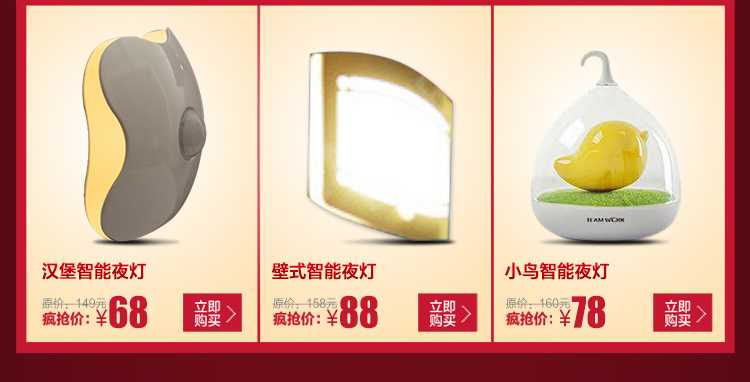 TEAMWORK
汉堡智能夜灯
原价：149元
疯抢价：¥68
立即
购买
壁式智能夜灯
原价：158元
疯抢价：¥88
立即
购买
小鸟智能夜灯
原价：160元
疯抢价：¥78
立即
购买